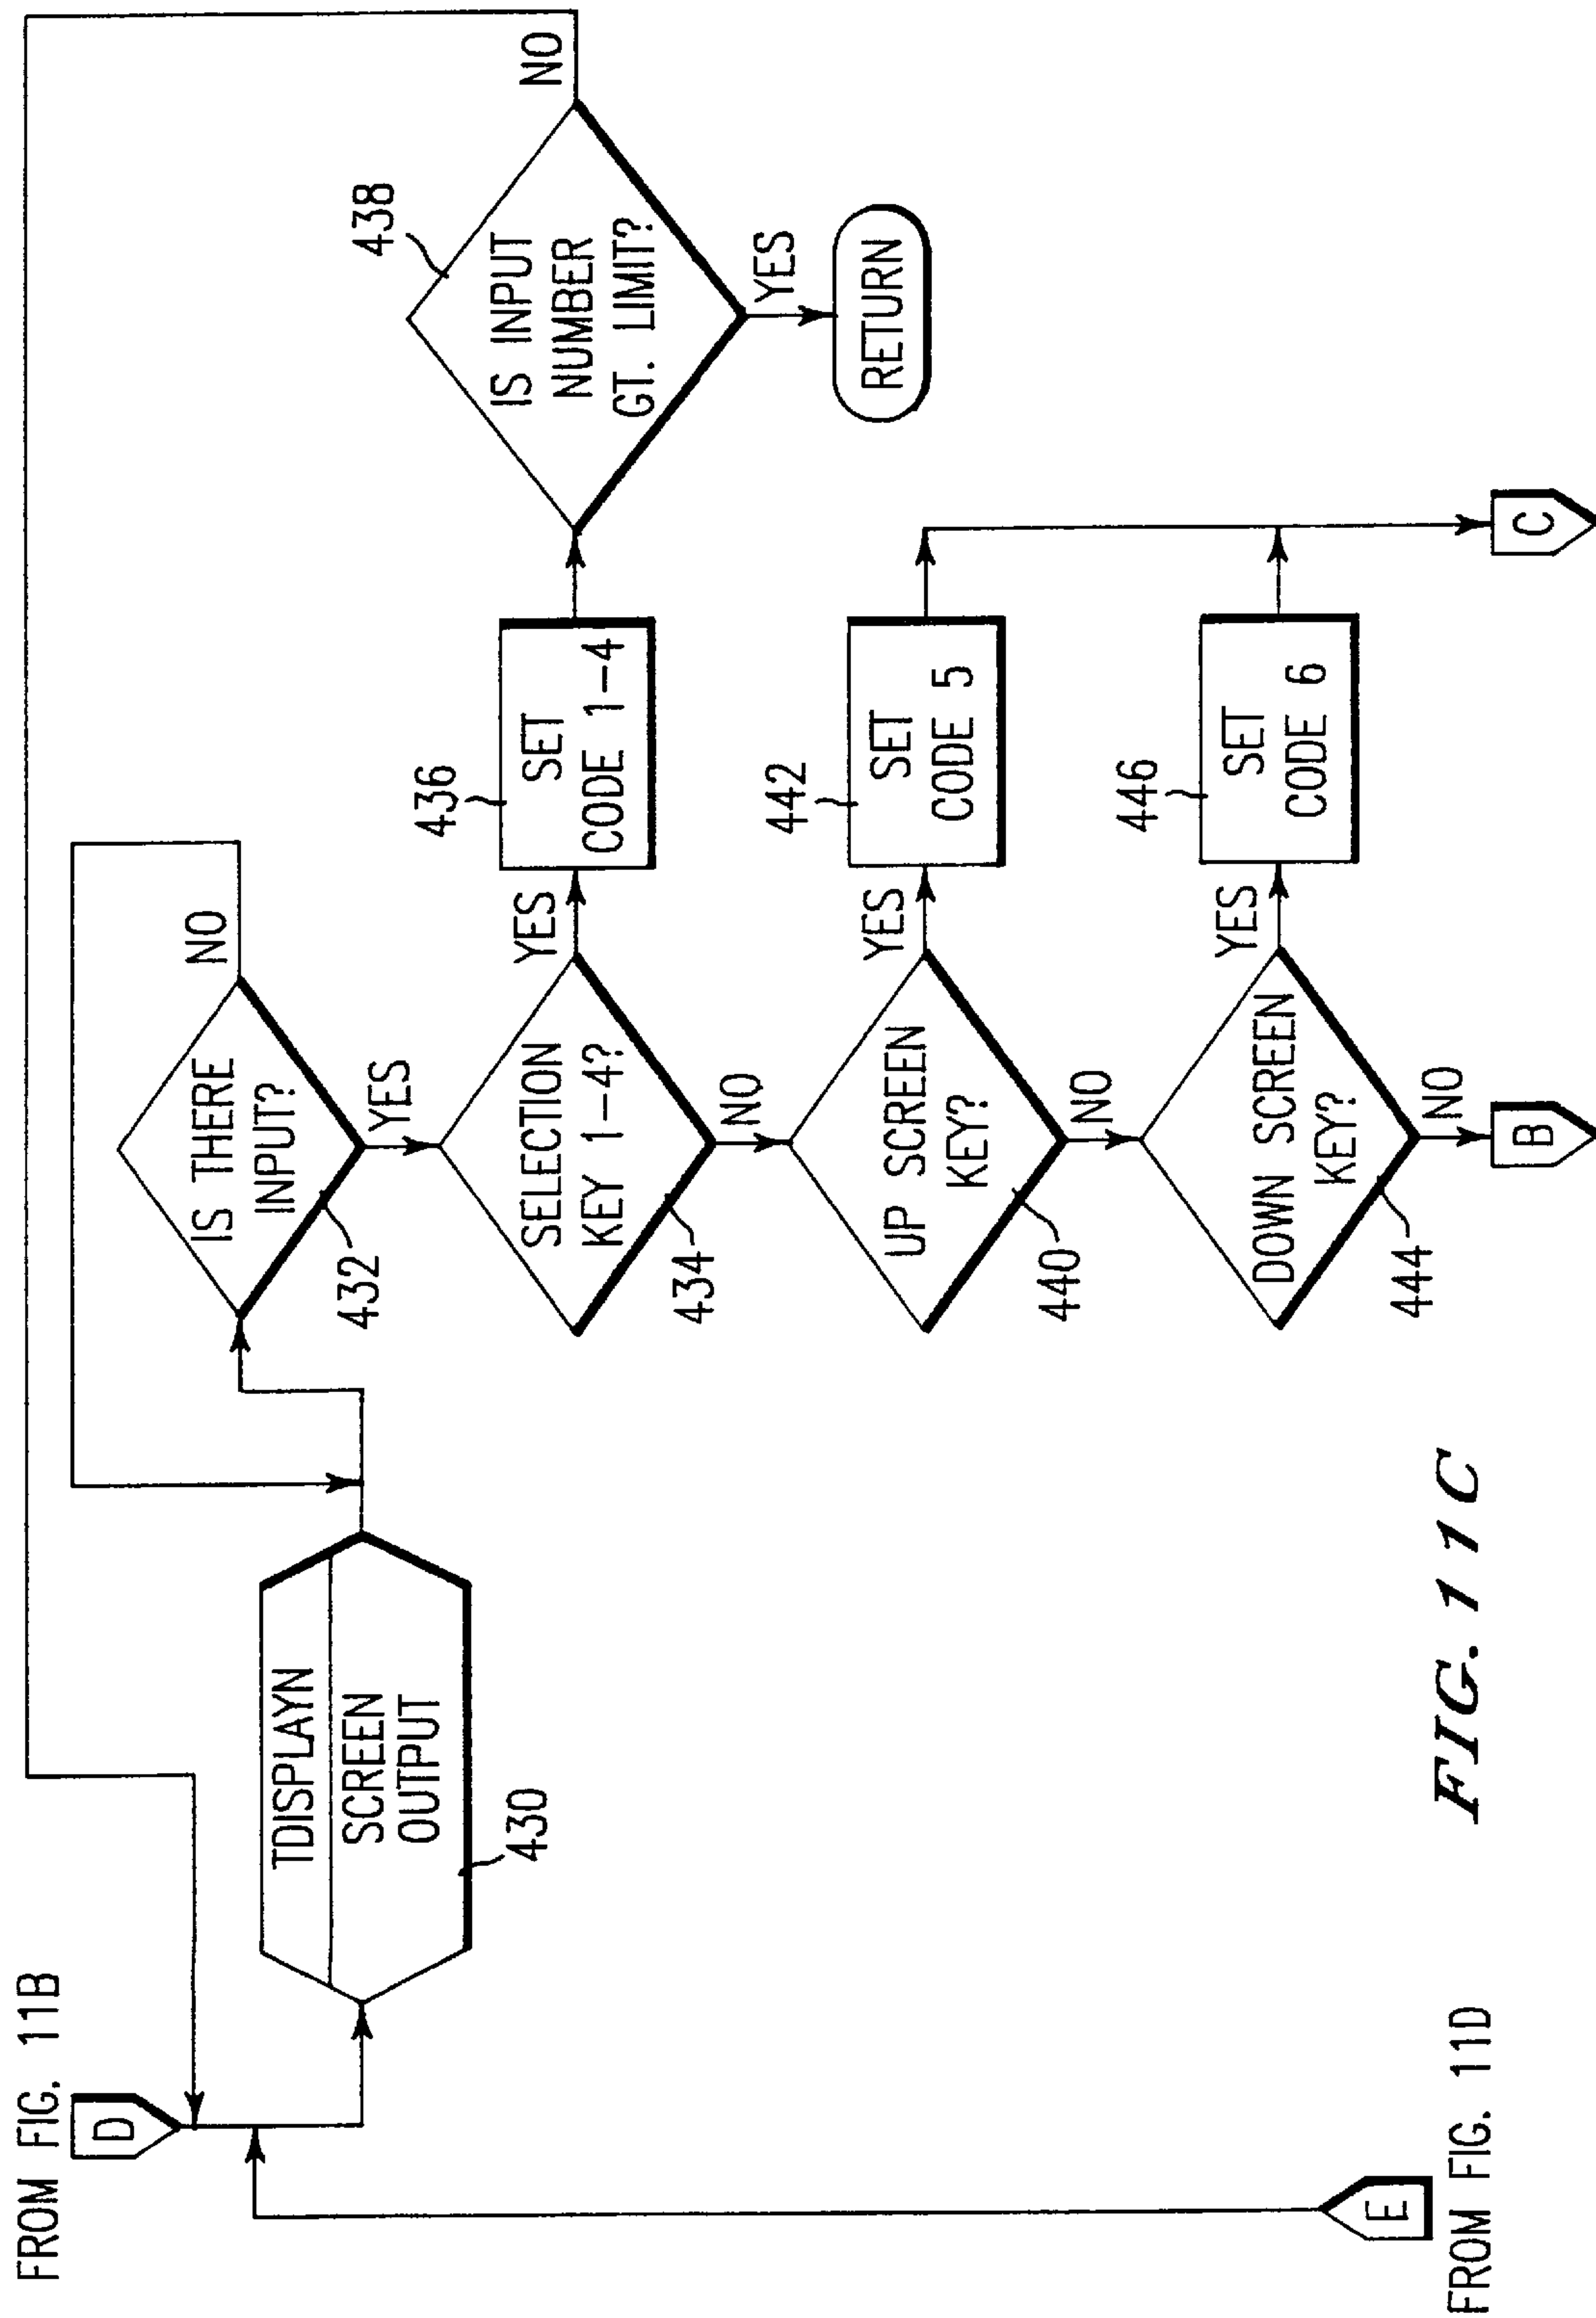 FROM FIG. 11B
D
TDISPLAYN
SCREEN
OUTPUT
430
IS THERE
INPUT?
432
NO
YES
SELECTION
KEY 1-4?
434
YES
NO
436
SET
CODE 1-4
438
IS INPUT
NUMBER
GT. LIMIT?
NO
YES
RETURN
UP SCREEN
KEY?
440
YES
NO
442
SET
CODE 5
DOWN SCREEN
KEY?
444
YES
NO
446
SET
CODE 6
B
C
E
FROM FIG. 11D
FIG. 11C